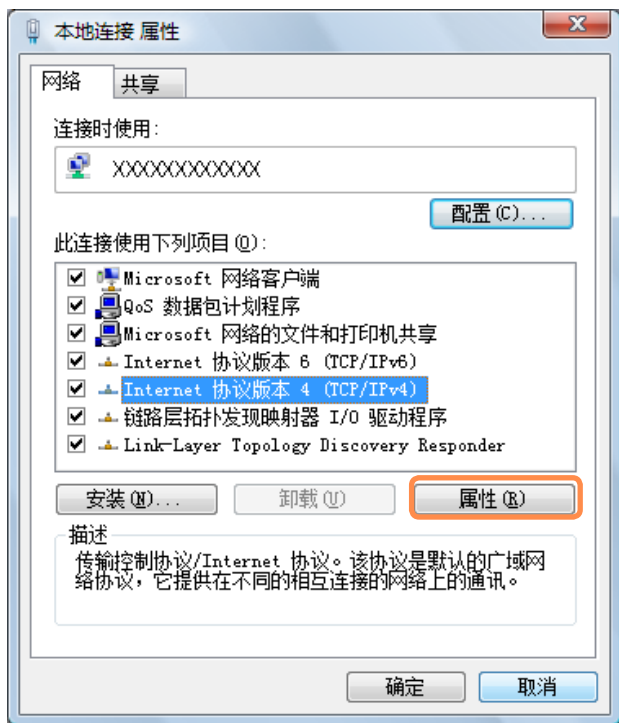 本地连接 属性
网络 共享
连接时使用:
XXXXXXXXXXXXX
配置(C)...
此连接使用下列项目(O):
Microsoft 网络客户端
QoS 数据包计划程序
Microsoft 网络的文件和打印机共享
Internet 协议版本 6 (TCP/IPv6)
Internet 协议版本 4 (TCP/IPv4)
链路层拓扑发现映射器 I/O 驱动程序
Link-Layer Topology Discovery Responder
安装(N)... 卸载(U) 属性(R)
描述
传输控制协议/Internet 协议。该协议是默认的广域网
络协议，它提供在不同的相互连接的网络上的通讯。
确定 取消